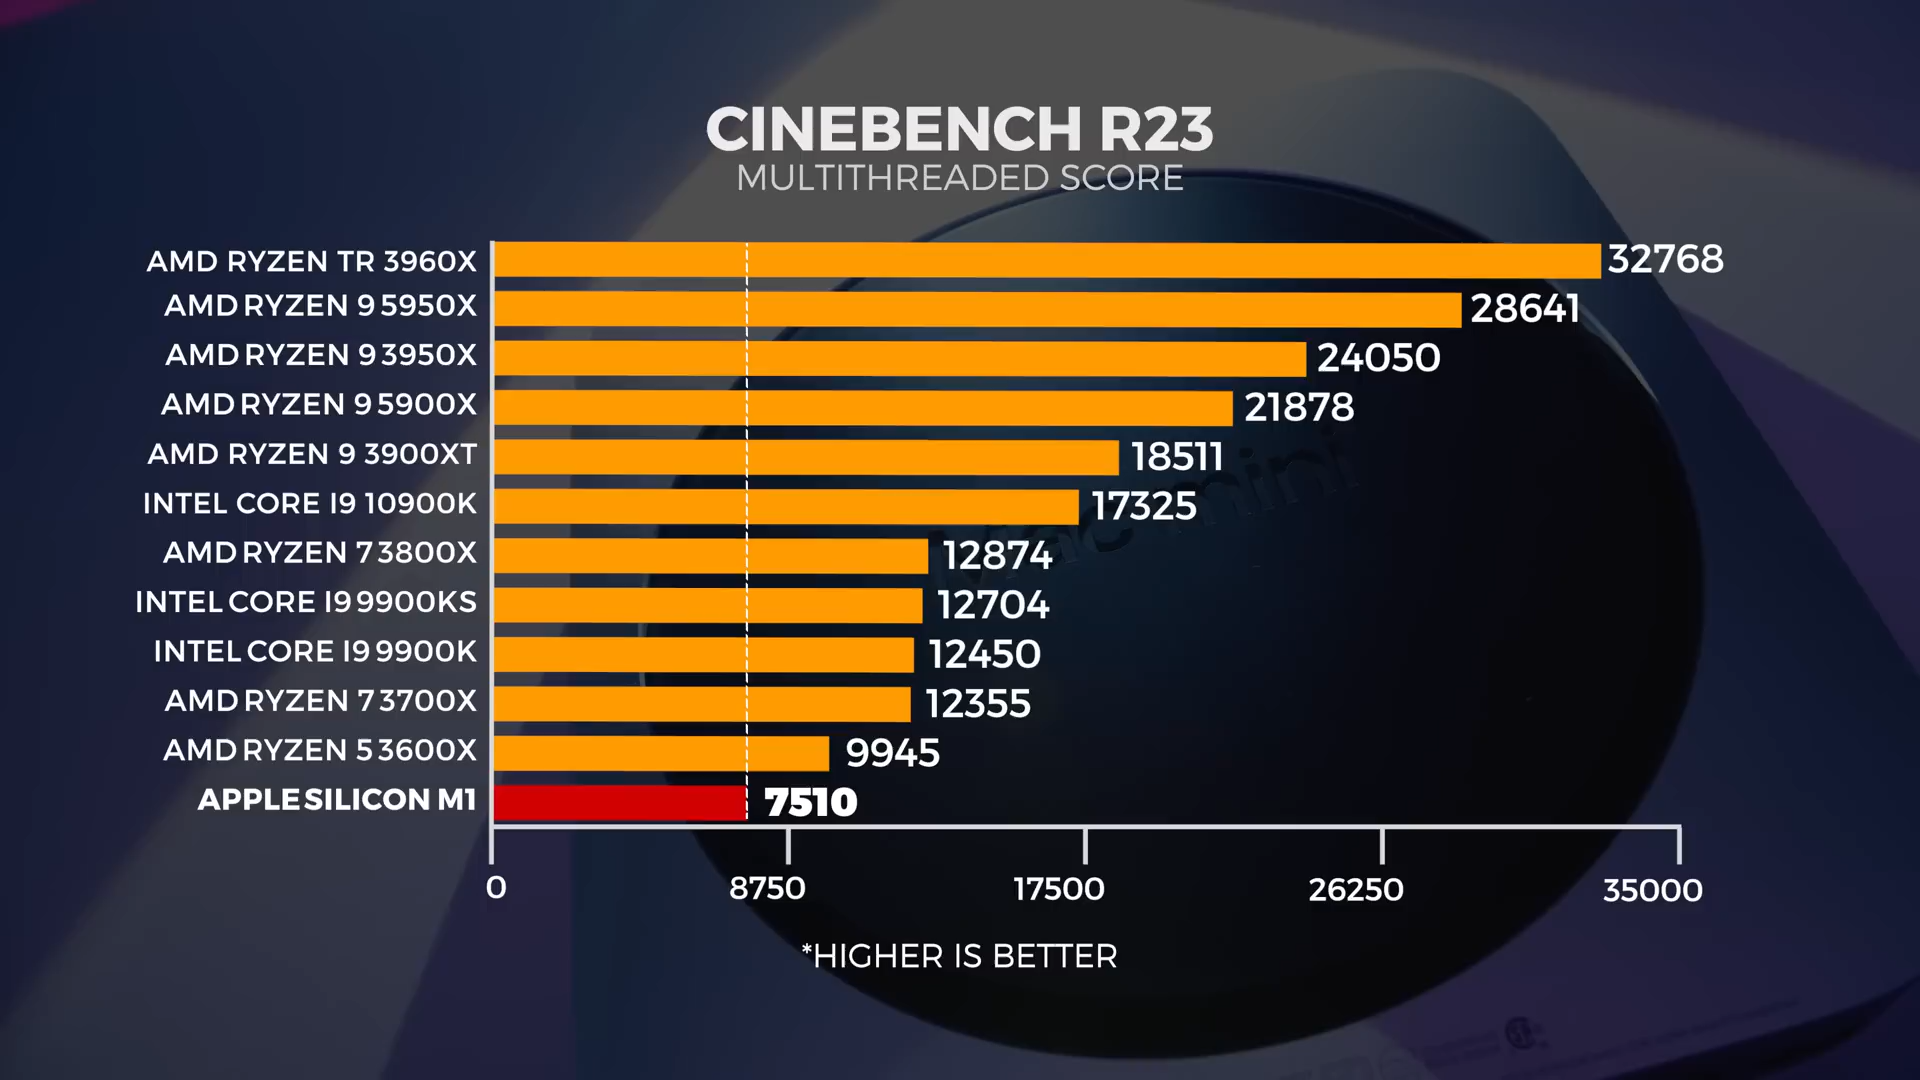 CINEBENCH R23
MULTITHREADED SCORE
AMD RYZEN TR 3960X 32768
AMD RYZEN 9 5950X 28641
AMD RYZEN 9 3950X 24050
AMD RYZEN 9 5900X 21878
AMD RYZEN 9 3900XT 18511
INTEL CORE I9 10900K 17325
AMD RYZEN 7 3800X 12874
INTEL CORE I9 9900KS 12704
INTEL CORE I9 9900K 12450
AMD RYZEN 7 3700X 12355
AMD RYZEN 5 3600X 9945
APPLE SILICON M1 7510
0 8750 17500 26250 35000
*HIGHER IS BETTER
Mac mini